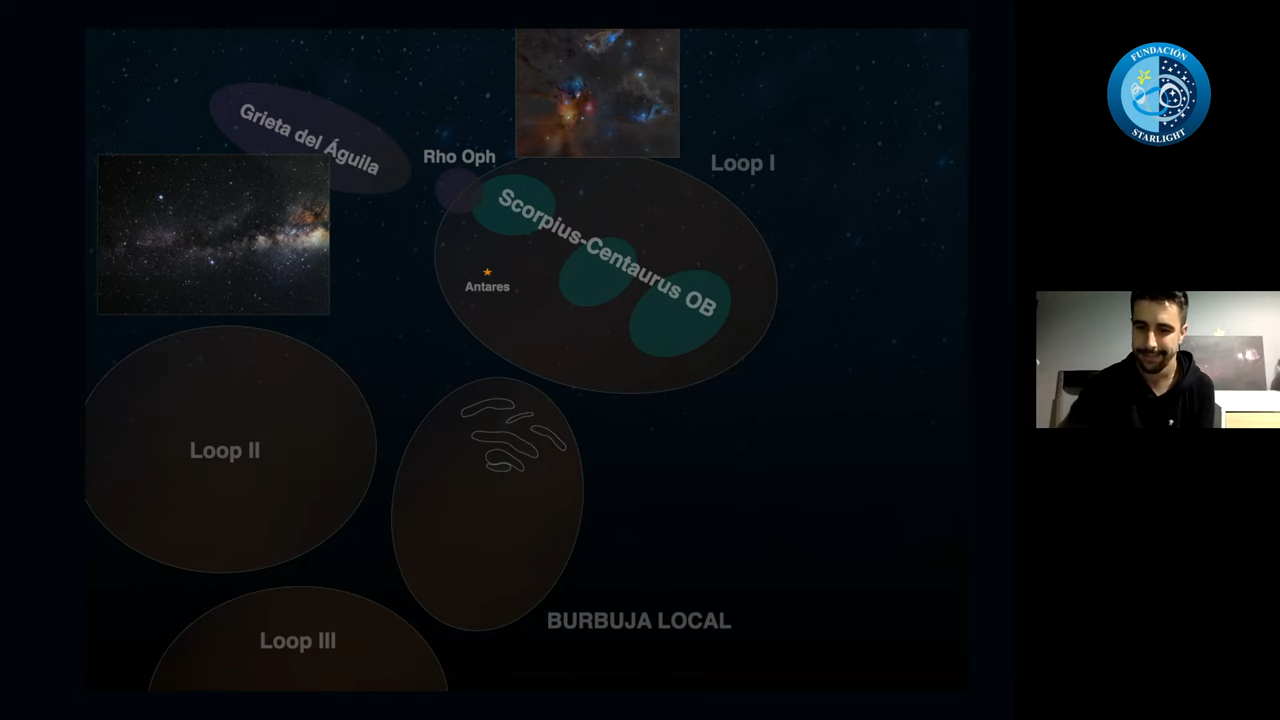 FUNDACIÓN
STARLIGHT
Grieta del Águila
Rho Oph
Loop I
Scorpius-Centaurus OB
Antares
Loop II
BURBUJA LOCAL
Loop III